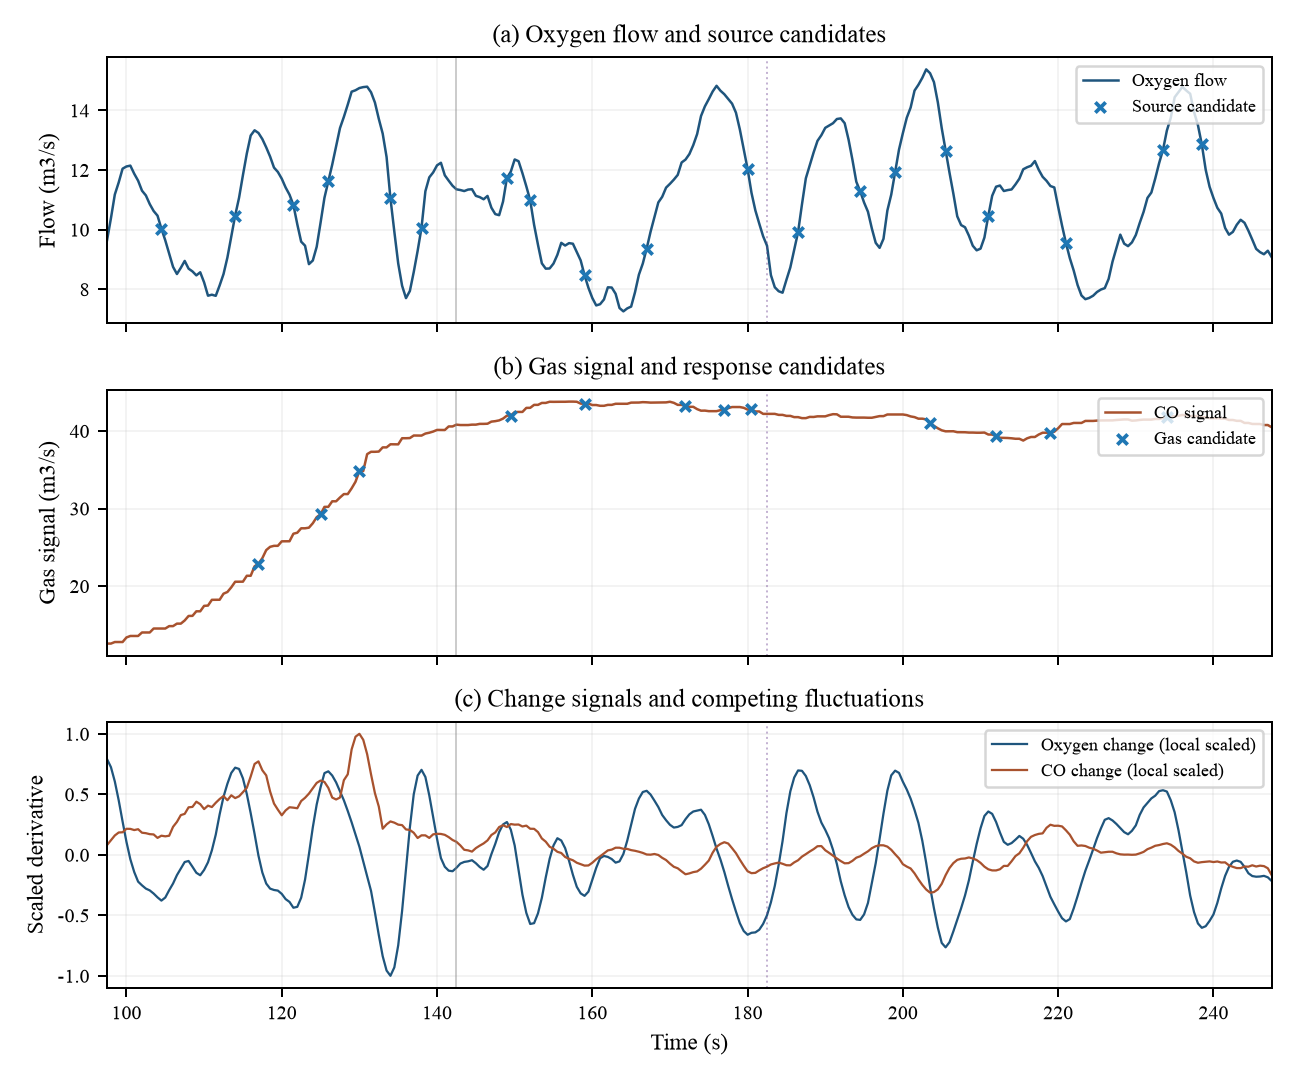 (a) Oxygen flow and source candidates
Flow (m3/s)
14
12
10
8
Oxygen flow
Source candidate
(b) Gas signal and response candidates
Gas signal (m3/s)
40
30
20
CO signal
Gas candidate
(c) Change signals and competing fluctuations
Scaled derivative
1.0
0.5
0.0
-0.5
-1.0
Oxygen change (local scaled)
CO change (local scaled)
100 120 140 160 180 200 220 240
Time (s)